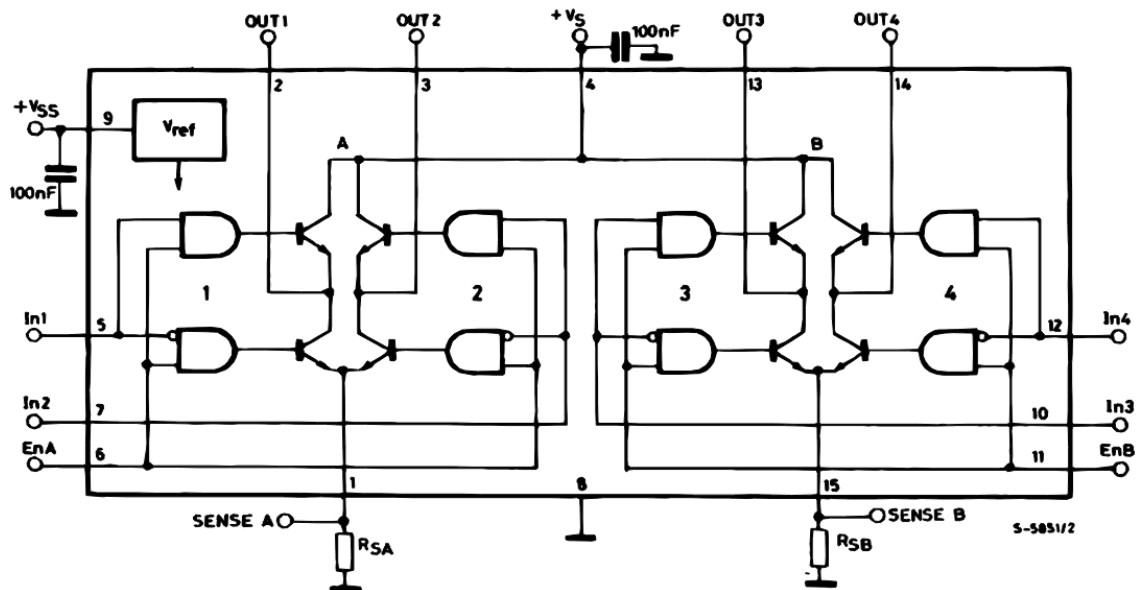 OUT1 OUT2 +VS 100nF OUT3 OUT4
2 3 4 13 14
+VSS 9 Vref
A B
100nF
1 2 3 4
In1 5 12 In4
In2 7 10 In3
EnA 6 11 EnB
1 8 15
SENSE A SENSE B
S-5851/2
RSA RSB